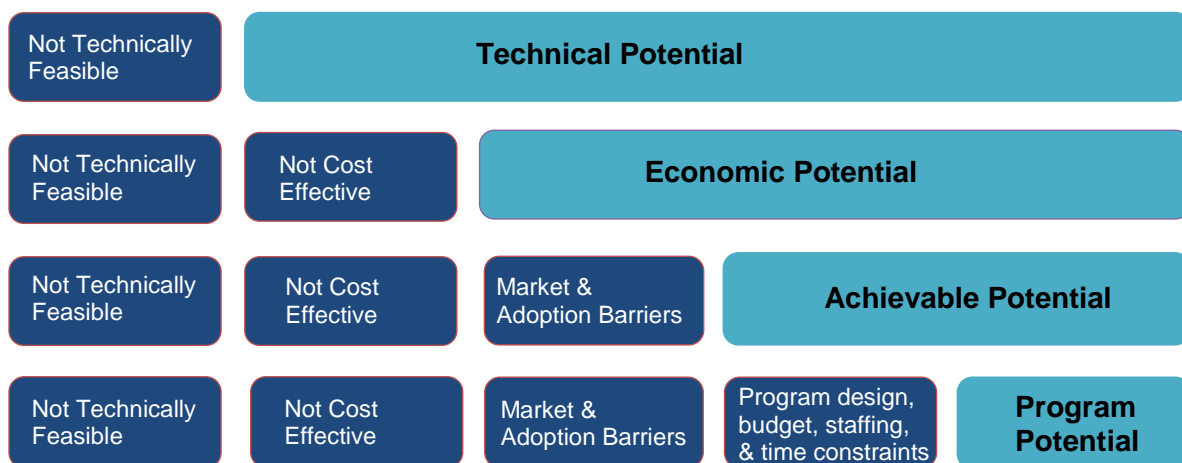 Not Technically
Feasible
Technical Potential
Not Technically
Feasible
Not Cost
Effective
Economic Potential
Not Technically
Feasible
Not Cost
Effective
Market &
Adoption Barriers
Achievable Potential
Not Technically
Feasible
Not Cost
Effective
Market &
Adoption Barriers
Program design,
budget, staffing,
& time constraints
Program
Potential